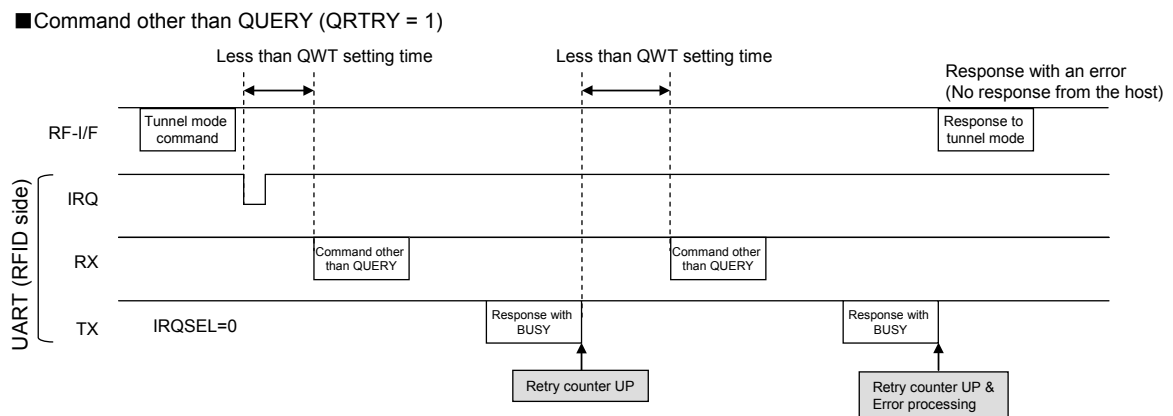 ■Command other than QUERY (QRTRY = 1)
Less than QWT setting time
Less than QWT setting time
Response with an error
(No response from the host)
RF-I/F
Tunnel mode
command
Response to
tunnel mode
UART (RFID side)
IRQ
RX
Command other
than QUERY
Command other
than QUERY
TX
IRQSEL=0
Response with
BUSY
Response with
BUSY
Retry counter UP
Retry counter UP &
Error processing